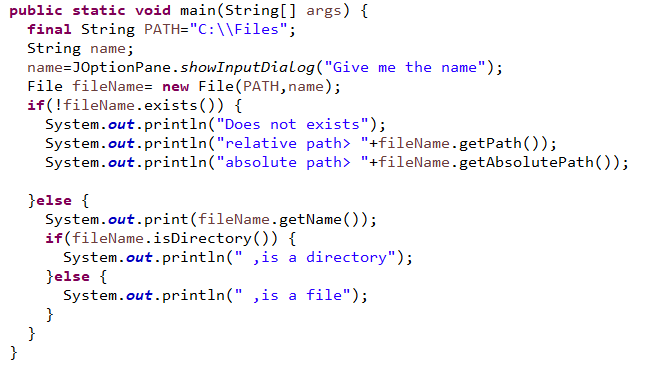 public static void main(String[] args) {
final String PATH="C:\\Files";
String name;
name=JOptionPane.showInputDialog("Give me the name");
File fileName= new File(PATH,name);
if(!fileName.exists()) {
System.out.println("Does not exists");
System.out.println("relative path> "+fileName.getPath());
System.out.println("absolute path> "+fileName.getAbsolutePath());
}else {
System.out.print(fileName.getName());
if(fileName.isDirectory()) {
System.out.println(" ,is a directory");
}else {
System.out.println(" ,is a file");
}
}
}